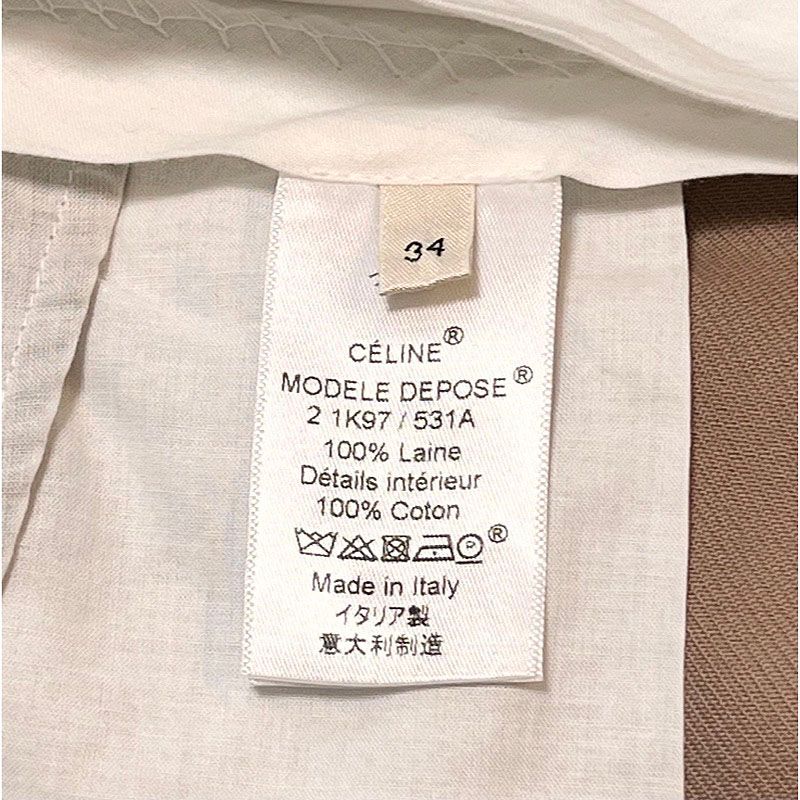 34
CÉLINE®
MODELE DEPOSE®
2 1K97 / 531A
100% Laine
Détails intérieur
100% Coton
P ®
Made in Italy
イタリア製
意大利制造